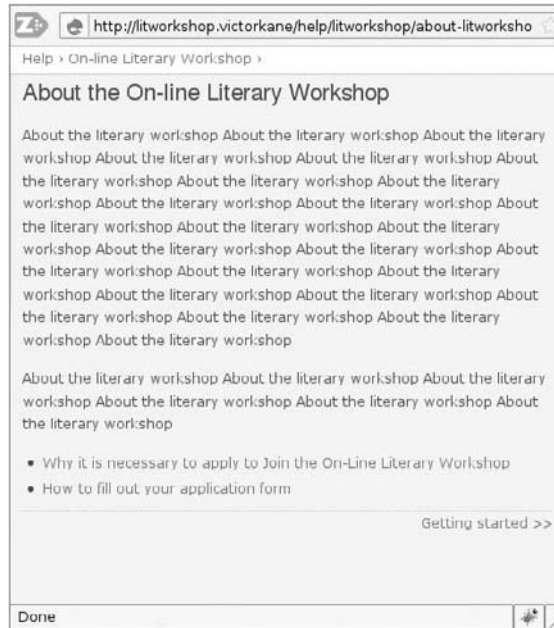 http://litworkshop.victorkane/help/litworkshop/about-litworksho
Help › On-line Literary Workshop ›
About the On-line Literary Workshop
About the literary workshop About the literary workshop About the literary
workshop About the literary workshop About the literary workshop About
the literary workshop About the literary workshop About the literary
workshop About the literary workshop About the literary workshop About
the literary workshop About the literary workshop About the literary
workshop About the literary workshop About the literary workshop About
the literary workshop About the literary workshop About the literary
workshop About the literary workshop About the literary workshop About
the literary workshop About the literary workshop About the literary
workshop About the literary workshop
About the literary workshop About the literary workshop About the literary
workshop About the literary workshop About the literary workshop About
the literary workshop
• Why it is necessary to apply to Join the On-Line Literary Workshop
• How to fill out your application form
Getting started >>
Done